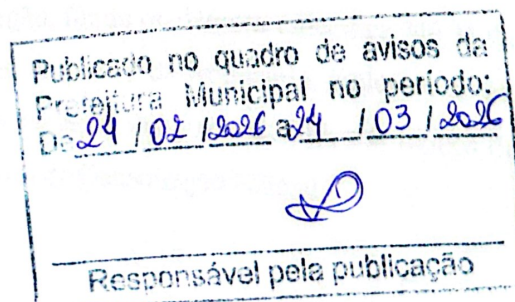 Publicado no quadro de avisos da
Prefeitura Municipal no período:
De 24 / 02 / 2026 a 24 / 03 / 2026
Responsável pela publicação